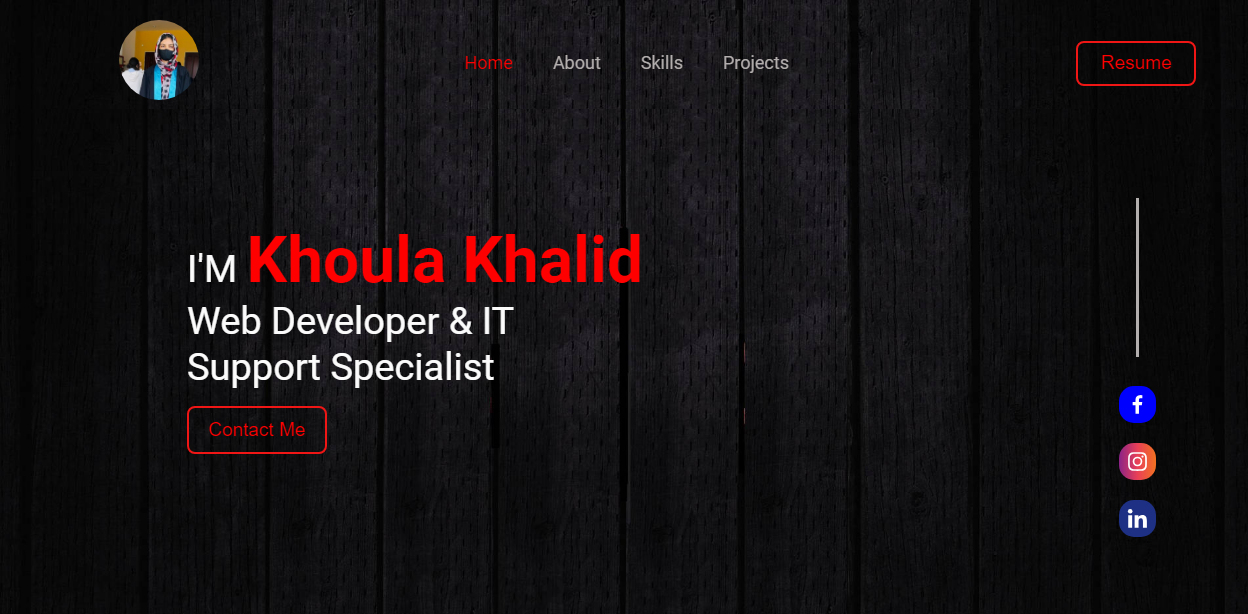 Home About Skills Projects Resume
I'M Khoula Khalid
Web Developer & IT
Support Specialist
Contact Me
f
in